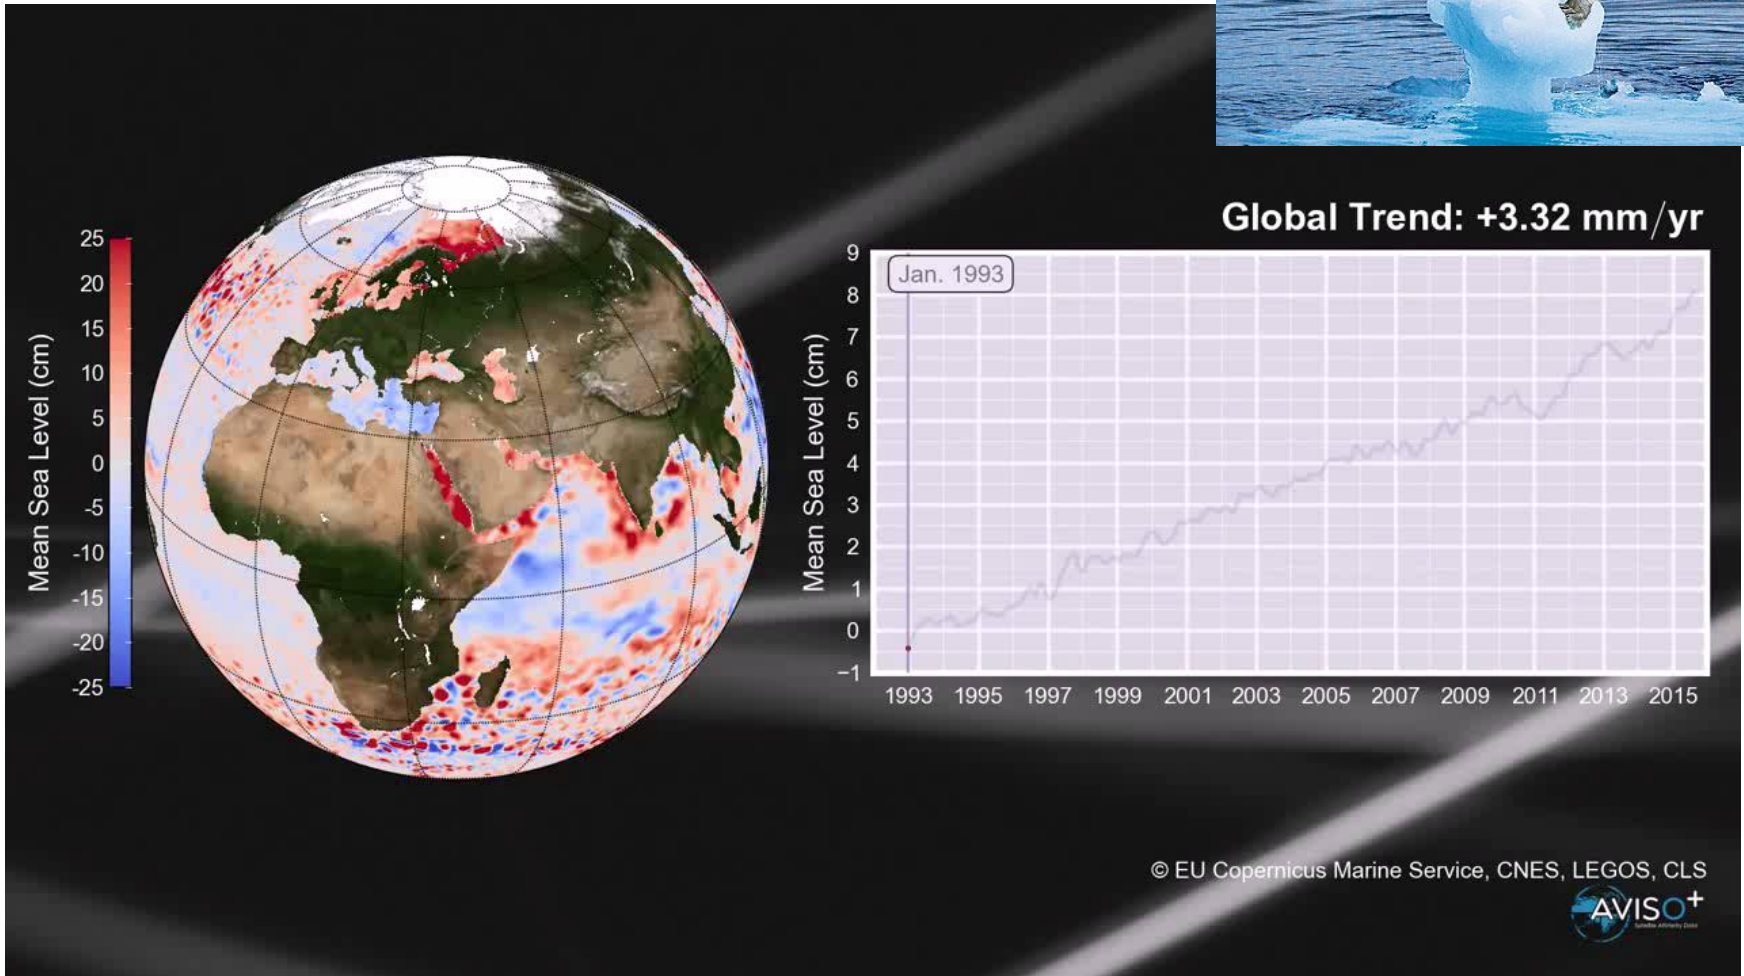 Global Trend: +3.32 mm/yr
Mean Sea Level (cm)
25
20
15
10
5
0
-5
-10
-15
-20
-25
Mean Sea Level (cm)
9
8
7
6
5
4
3
2
1
0
−1
Jan. 1993
1993 1995 1997 1999 2001 2003 2005 2007 2009 2011 2013 2015
© EU Copernicus Marine Service, CNES, LEGOS, CLS
AVISO+
Satellite Altimetry Data